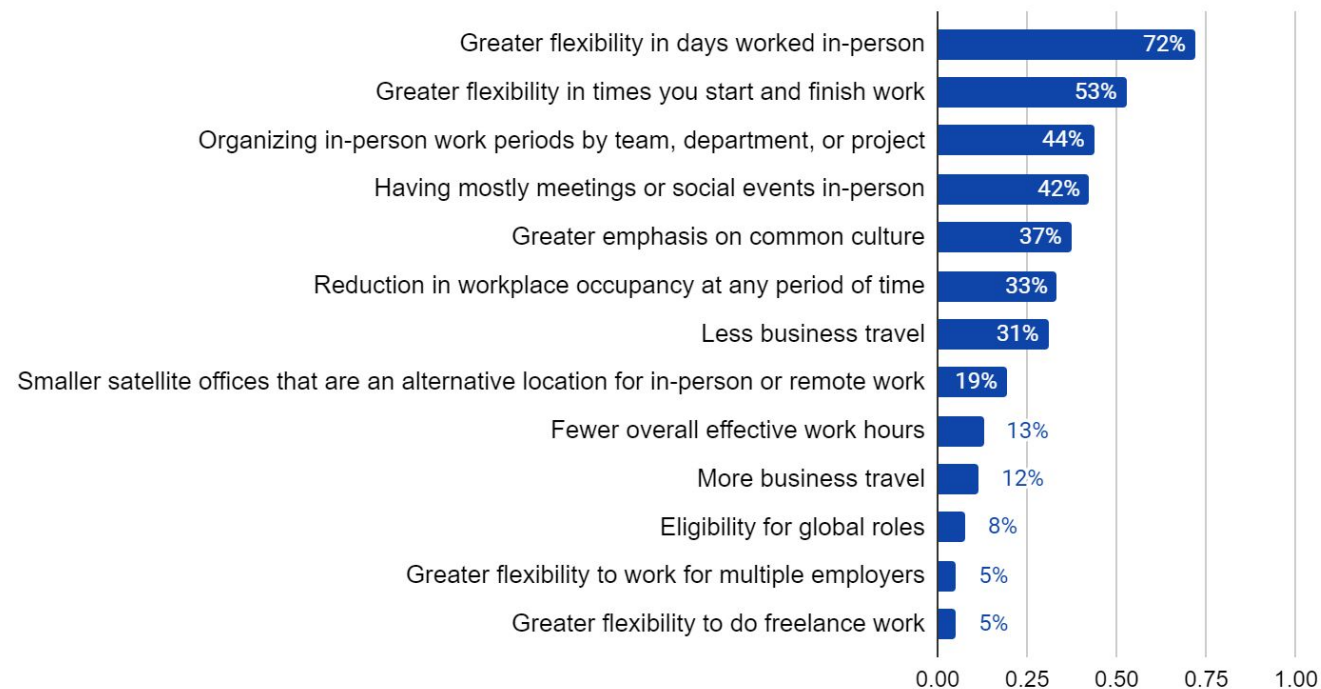 Greater flexibility in days worked in-person 72%
Greater flexibility in times you start and finish work 53%
Organizing in-person work periods by team, department, or project 44%
Having mostly meetings or social events in-person 42%
Greater emphasis on common culture 37%
Reduction in workplace occupancy at any period of time 33%
Less business travel 31%
Smaller satellite offices that are an alternative location for in-person or remote work 19%
Fewer overall effective work hours 13%
More business travel 12%
Eligibility for global roles 8%
Greater flexibility to work for multiple employers 5%
Greater flexibility to do freelance work 5%
0.00 0.25 0.50 0.75 1.00